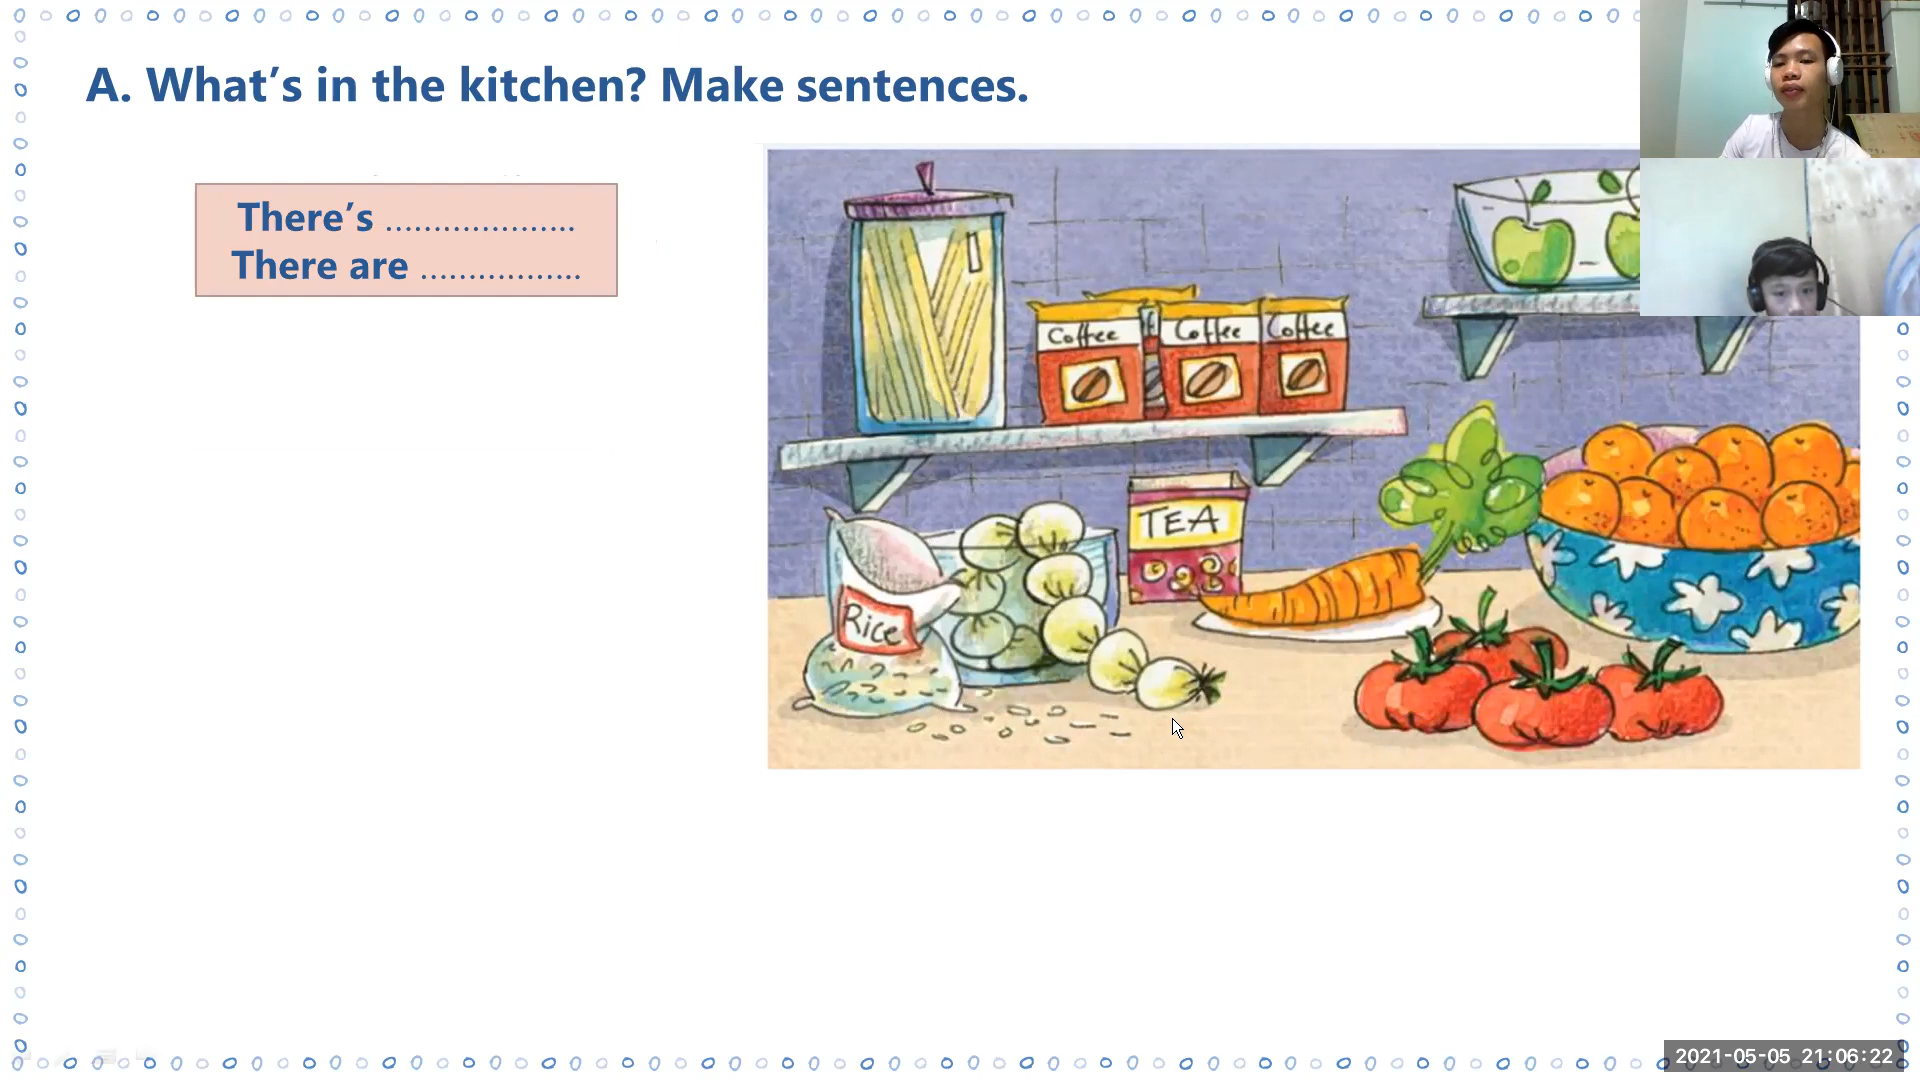 A. What's in the kitchen? Make sentences.
There's ....................
There are .................
Coffee
Coffee
Coffee
TEA
Rice
2021-05-05 21:06:22